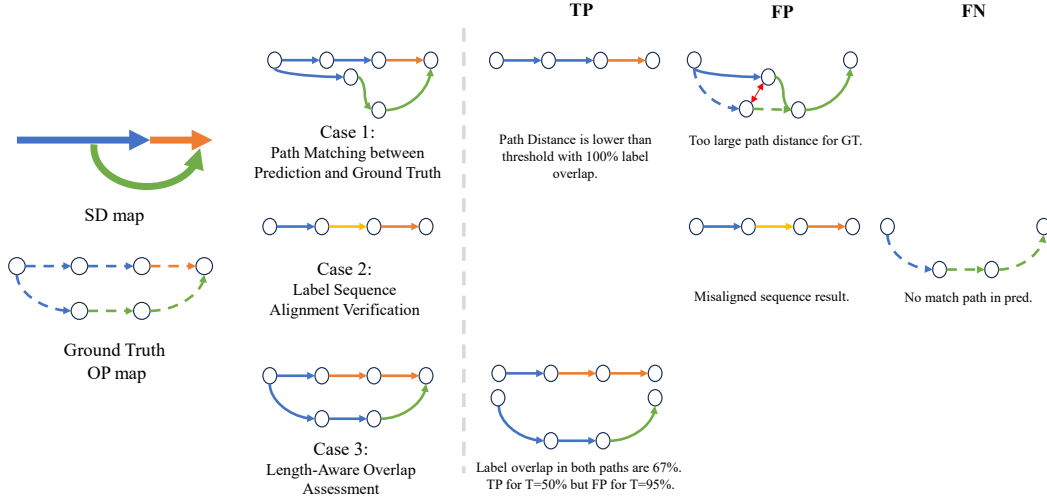 TP
FP
FN
SD map
Ground Truth
OP map
Case 1:
Path Matching between
Prediction and Ground Truth
Path Distance is lower than
threshold with 100% label
overlap.
Too large path distance for GT.
Case 2:
Label Sequence
Alignment Verification
Misaligned sequence result.
No match path in pred.
Case 3:
Length-Aware Overlap
Assessment
Label overlap in both paths are 67%.
TP for T=50% but FP for T=95%.